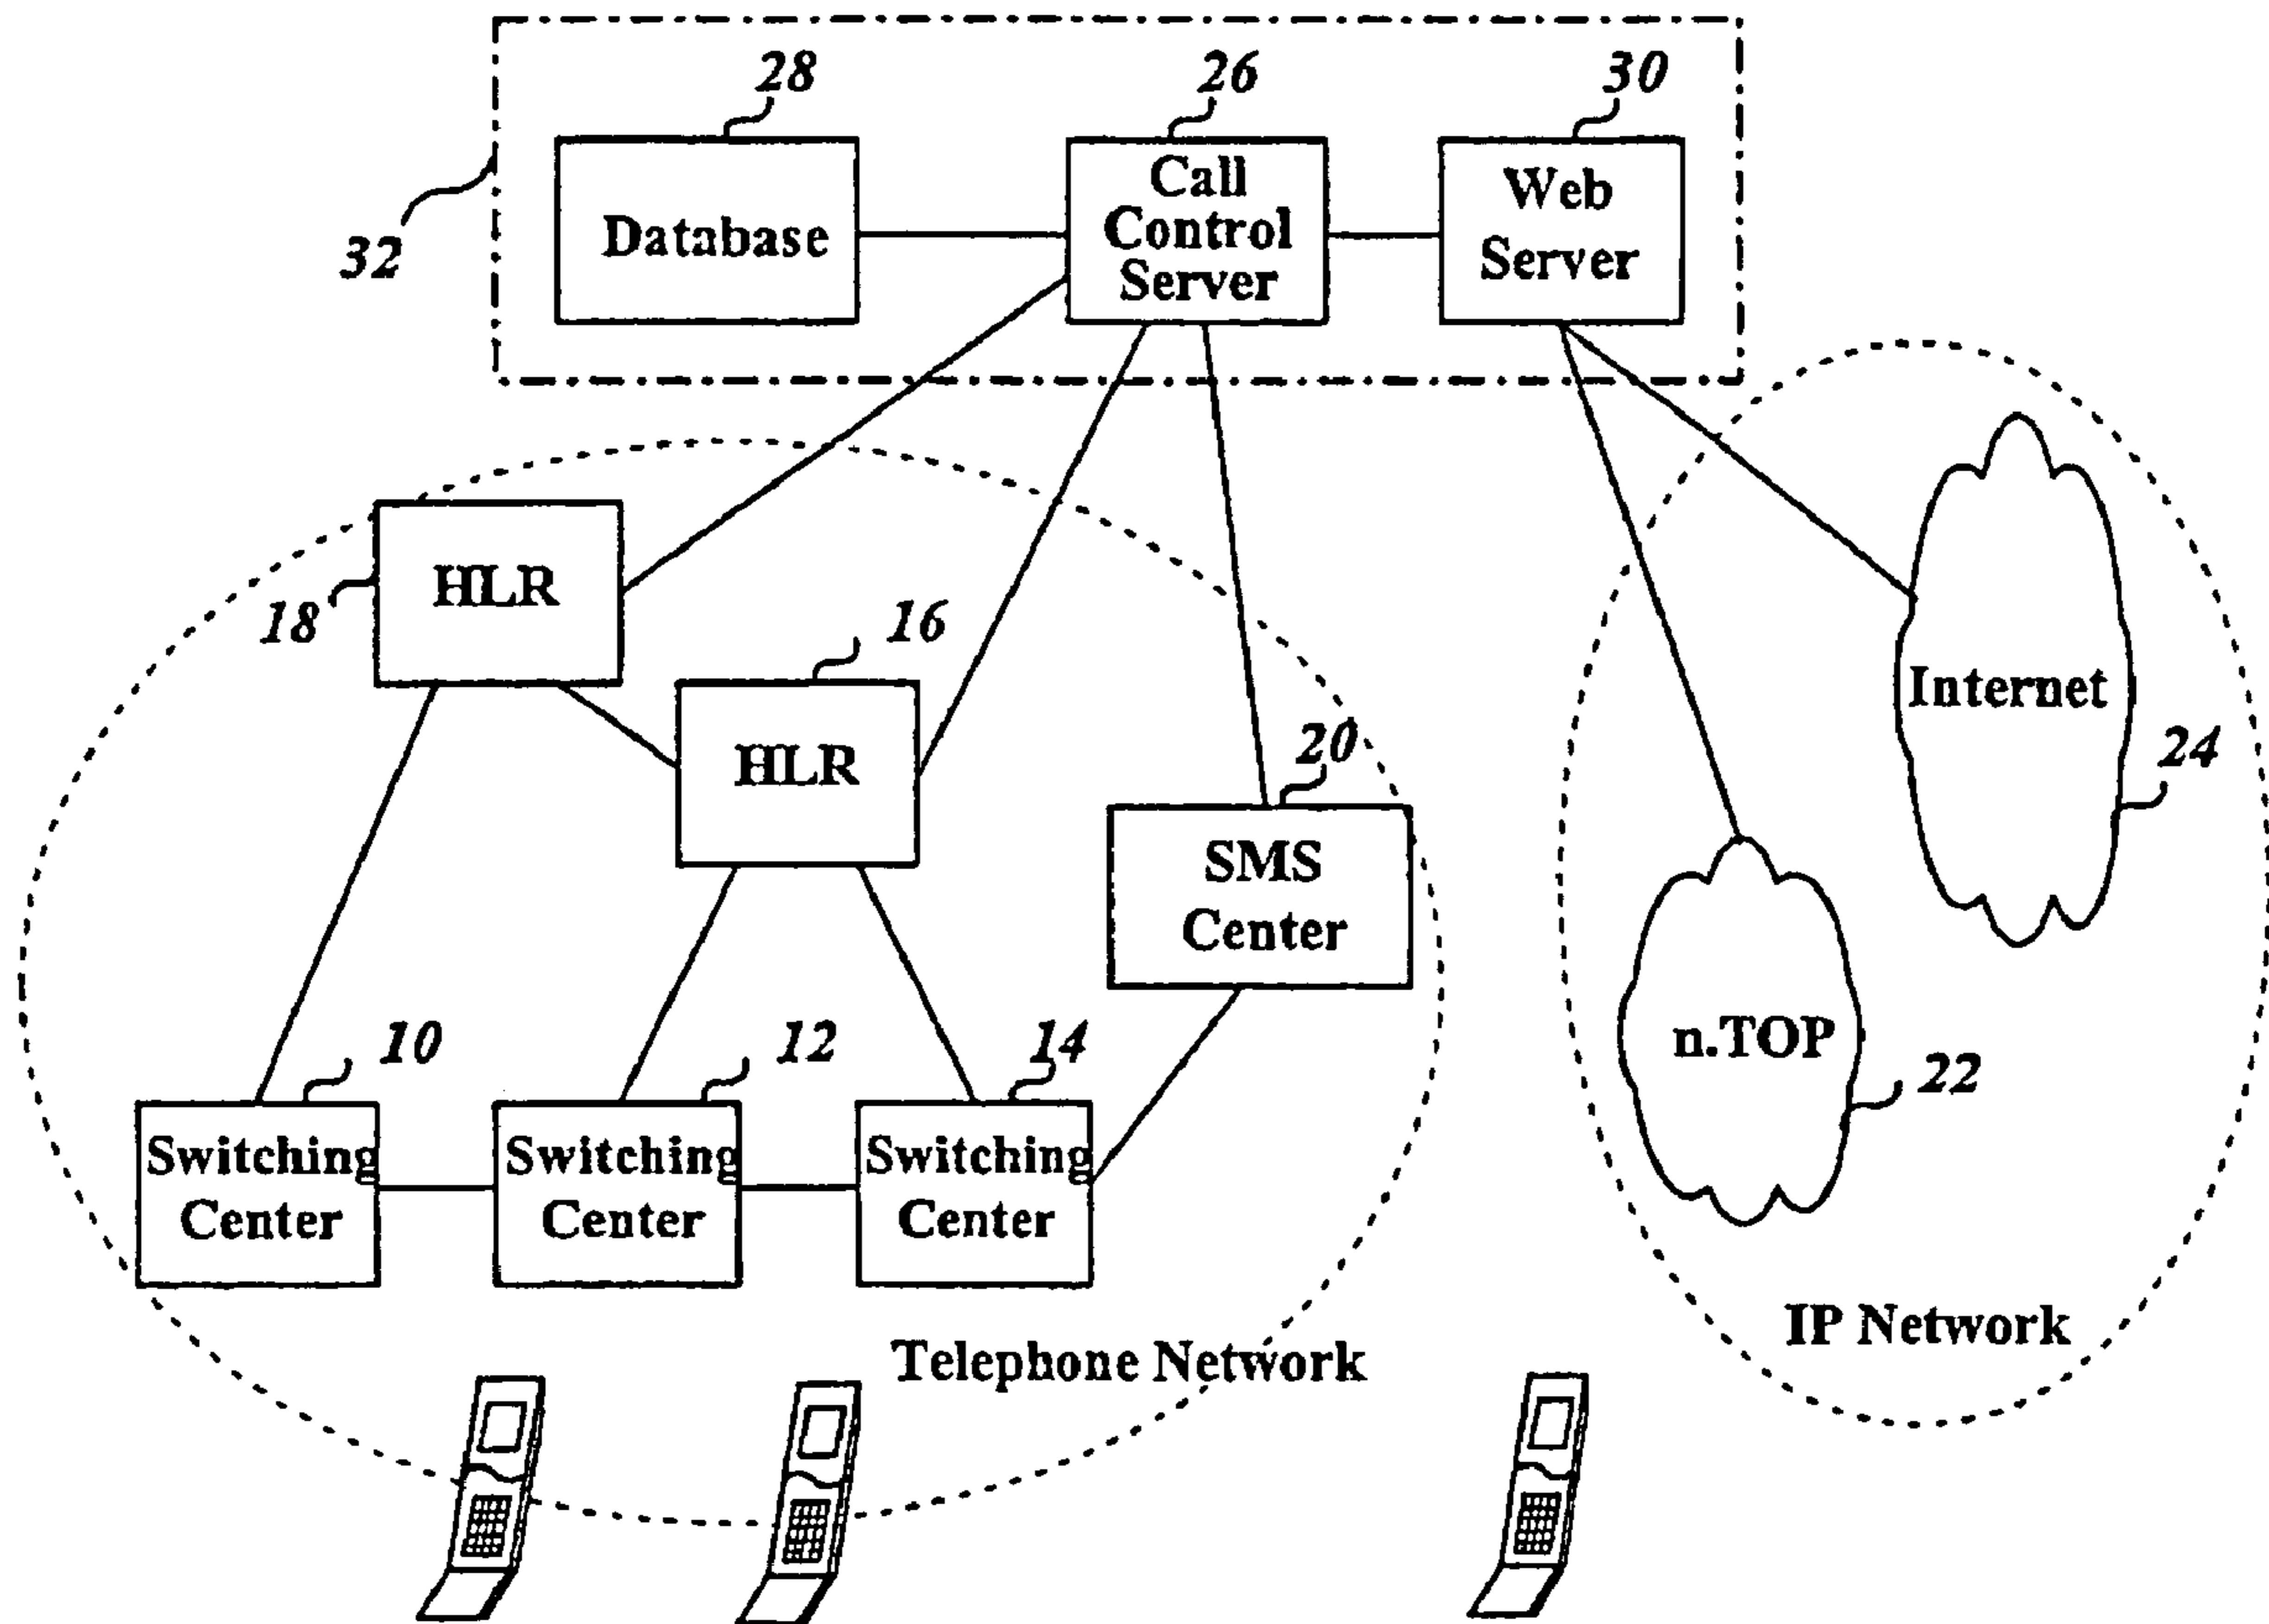 28
26
30
Database
Call
Control
Server
Web
Server
32
HLR
18
16
HLR
Internet
20
24
SMS
Center
n.TOP
22
10
12
14
Switching
Center
Switching
Center
Switching
Center
IP Network
Telephone Network